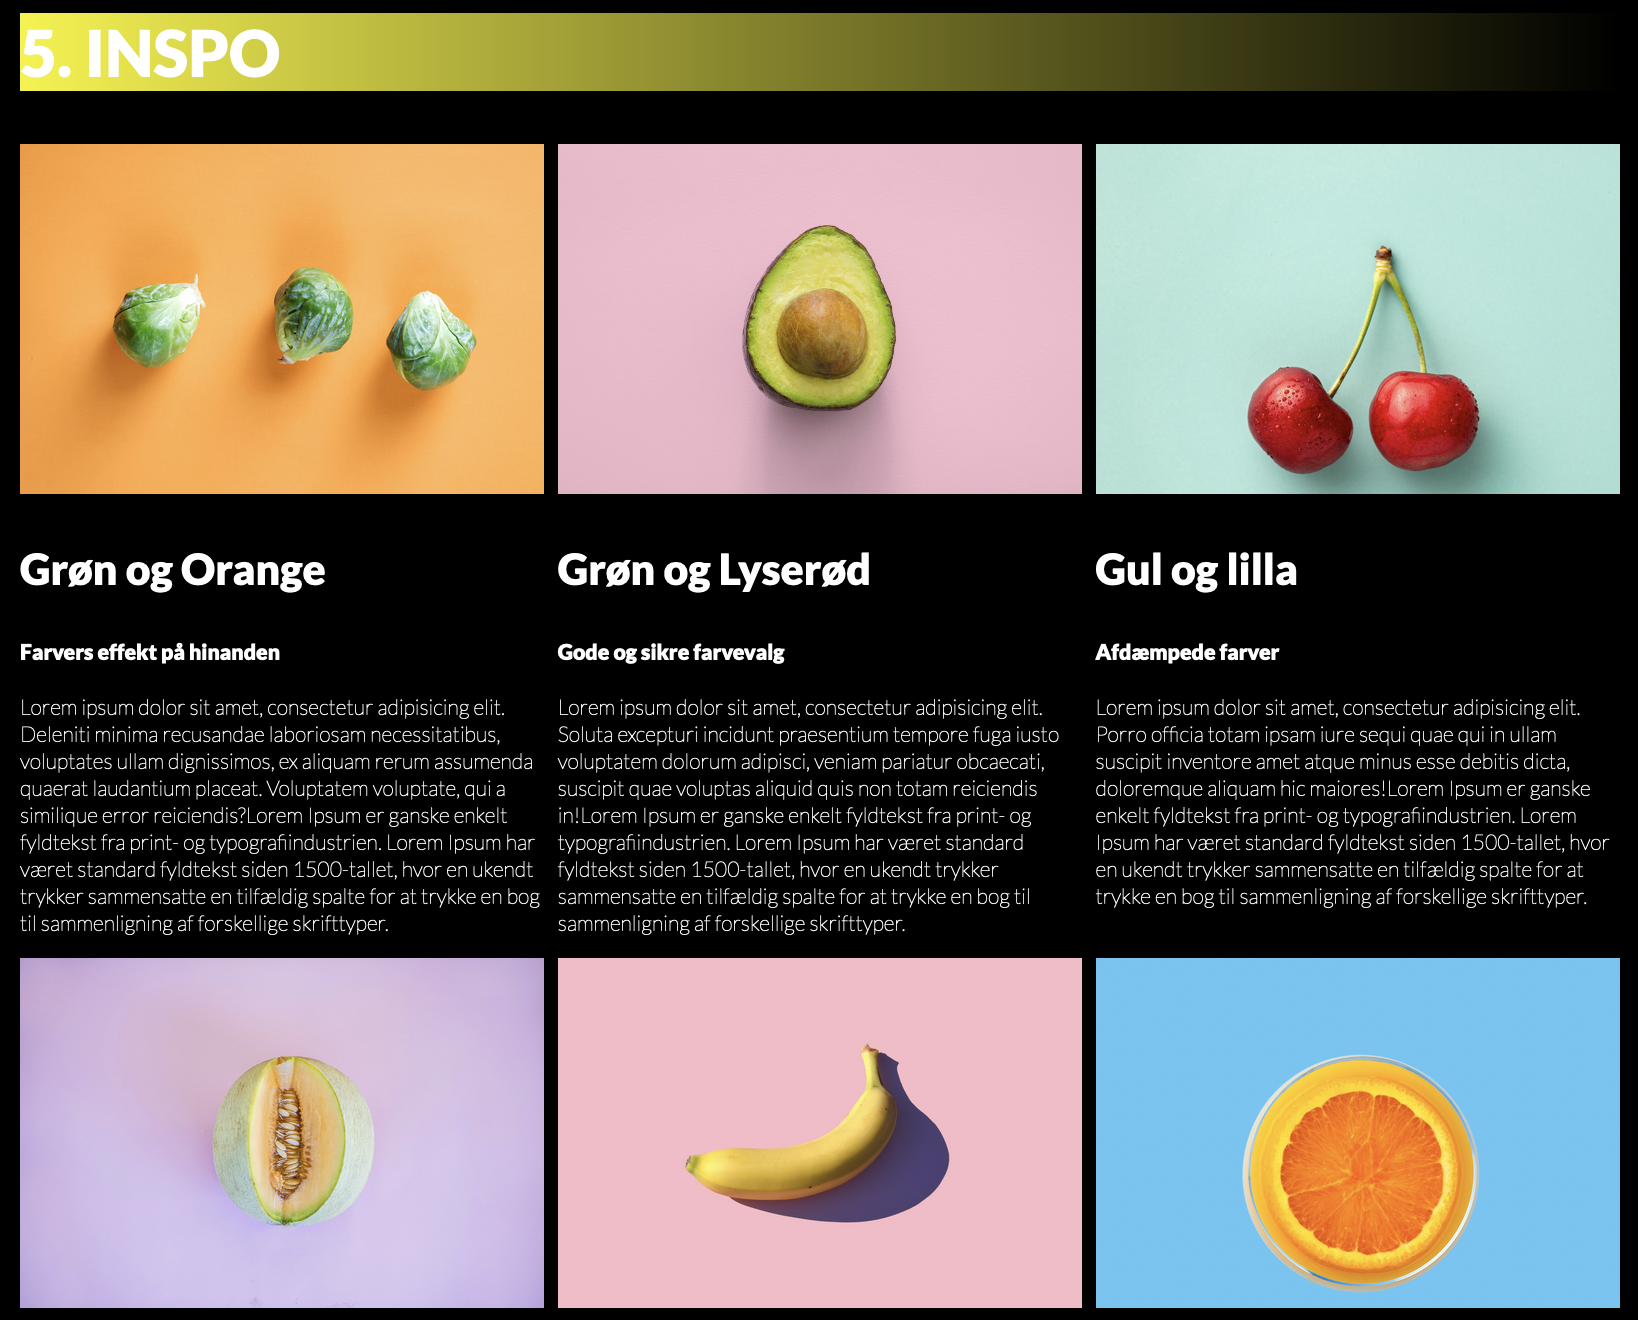 5. INSPO
Grøn og Orange
Farvers effekt på hinanden
Lorem ipsum dolor sit amet, consectetur adipisicing elit.
Deleniti minima recusandae laboriosam necessitatibus,
voluptates ullam dignissimos, ex aliquam rerum assumenda
quaerat laudantium placeat. Voluptatem voluptate, qui a
similique error reiciendis?Lorem Ipsum er ganske enkelt
fyldtekst fra print- og typografiindustrien. Lorem Ipsum har
været standard fyldtekst siden 1500-tallet, hvor en ukendt
trykker sammensatte en tilfældig spalte for at trykke en bog
til sammenligning af forskellige skrifttyper.
Grøn og Lyserød
Gode og sikre farvevalg
Lorem ipsum dolor sit amet, consectetur adipisicing elit.
Soluta excepturi incidunt praesentium tempore fuga iusto
voluptatem dolorum adipisci, veniam pariatur obcaecati,
suscipit quae voluptas aliquid quis non totam reiciendis
in!Lorem Ipsum er ganske enkelt fyldtekst fra print- og
typografiindustrien. Lorem Ipsum har været standard
fyldtekst siden 1500-tallet, hvor en ukendt trykker
sammensatte en tilfældig spalte for at trykke en bog til
sammenligning af forskellige skrifttyper.
Gul og lilla
Afdæmpede farver
Lorem ipsum dolor sit amet, consectetur adipisicing elit.
Porro officia totam ipsam iure sequi quae qui in ullam
suscipit inventore amet atque minus esse debitis dicta,
doloremque aliquam hic maiores!Lorem Ipsum er ganske
enkelt fyldtekst fra print- og typografiindustrien. Lorem
Ipsum har været standard fyldtekst siden 1500-tallet, hvor
en ukendt trykker sammensatte en tilfældig spalte for at
trykke en bog til sammenligning af forskellige skrifttyper.